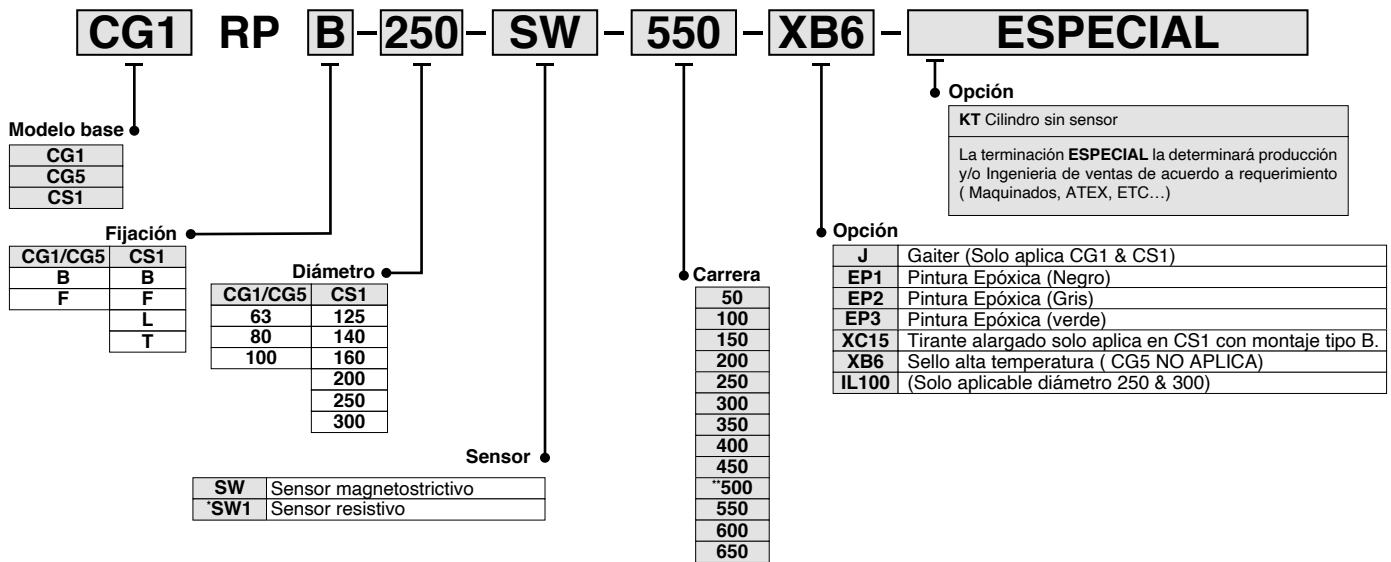 CG1 RP B-250- SW - 550 - XB6 - ESPECIAL
Modelo base
CG1
CG5
CS1
Fijación
CG1/CG5 CS1
B B
F F
L
T
Diámetro
CG1/CG5 CS1
63 125
80 140
100 160
200
250
300
Sensor
SW Sensor magnetostrictivo
*SW1 Sensor resistivo
Carrera
50
100
150
200
250
300
350
400
450
**500
550
600
650
Opción
KT Cilindro sin sensor
La terminación ESPECIAL la determinará producción
y/o Ingenieria de ventas de acuerdo a requerimiento
( Maquinados, ATEX, ETC...)
Opción
J Gaiter (Solo aplica CG1 & CS1)
EP1 Pintura Epóxica (Negro)
EP2 Pintura Epóxica (Gris)
EP3 Pintura Epóxica (verde)
XC15 Tirante alargado solo aplica en CS1 con montaje tipo B.
XB6 Sello alta temperatura ( CG5 NO APLICA)
IL100 (Solo aplicable diámetro 250 & 300)